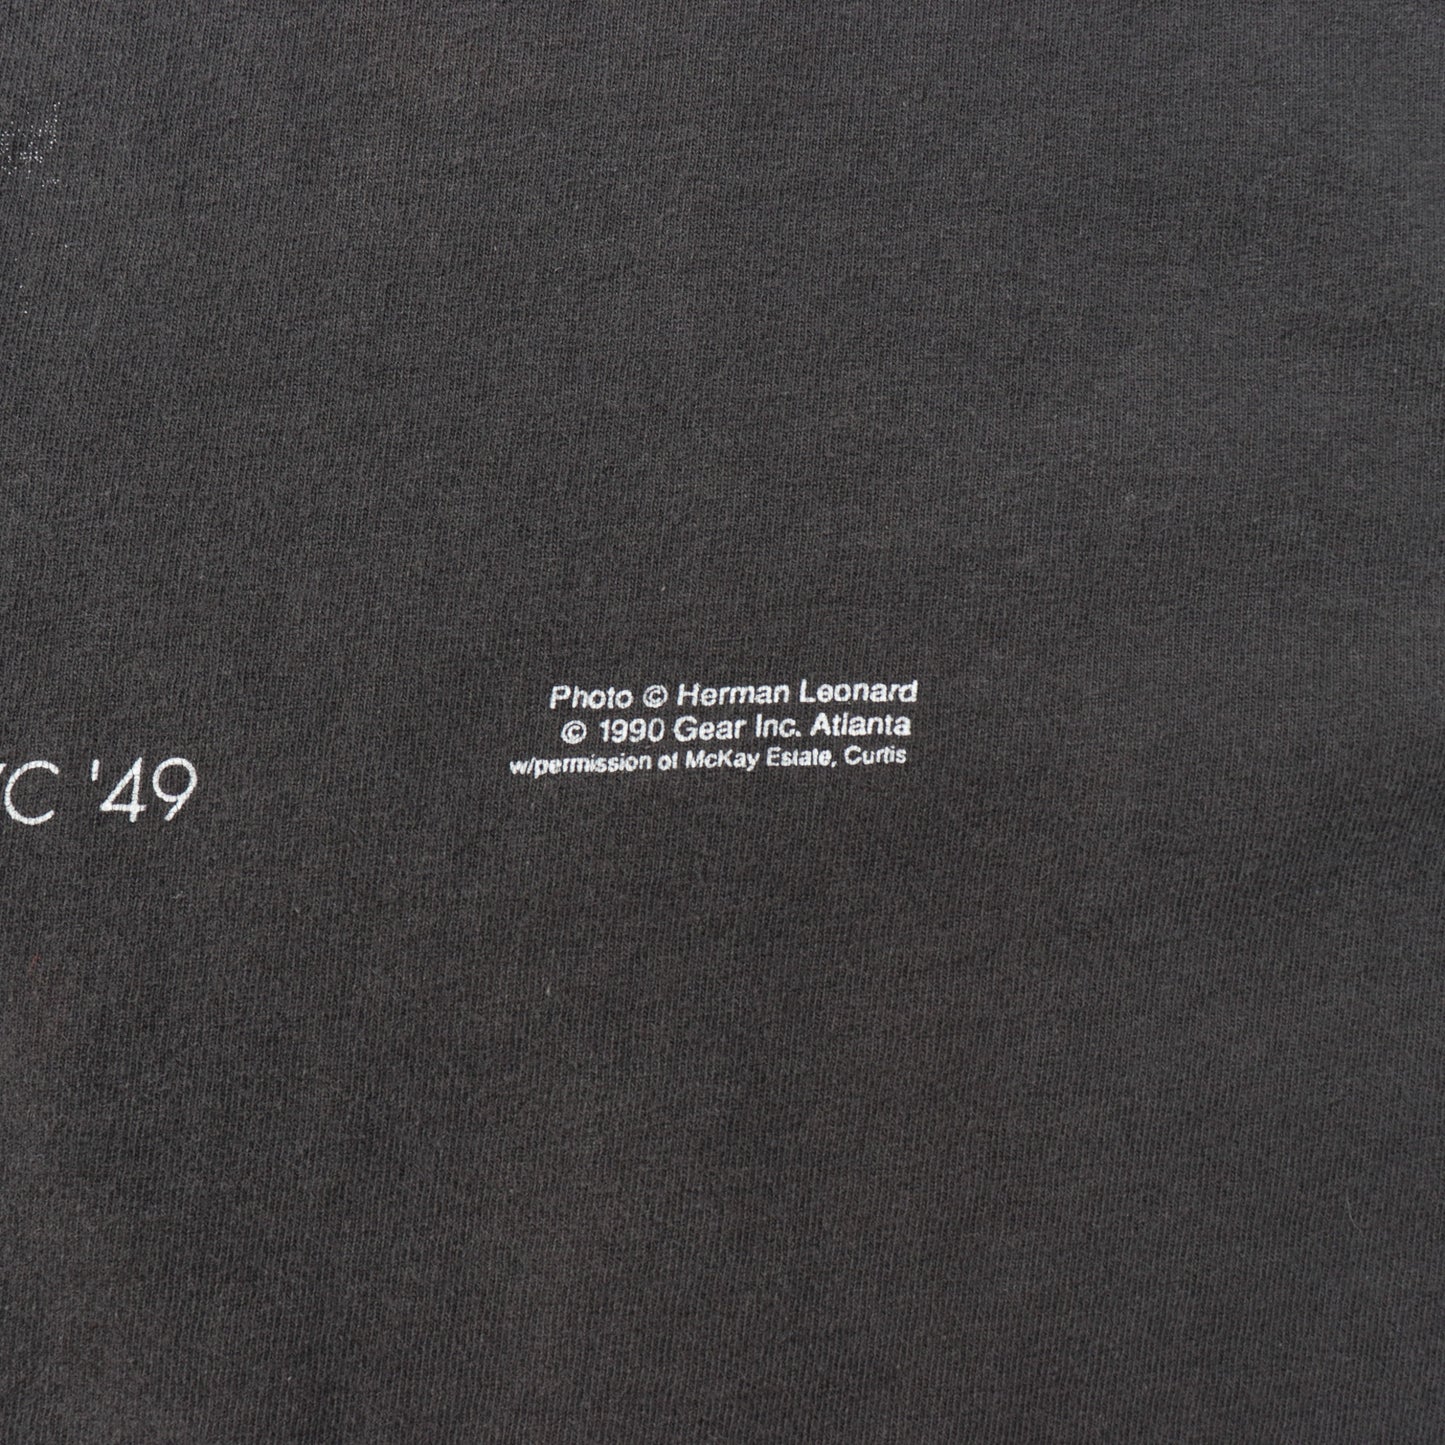 Photo © Herman Leonard
© 1990 Gear Inc. Atlanta
w/permission of McKay Estate, Curtis
YC '49